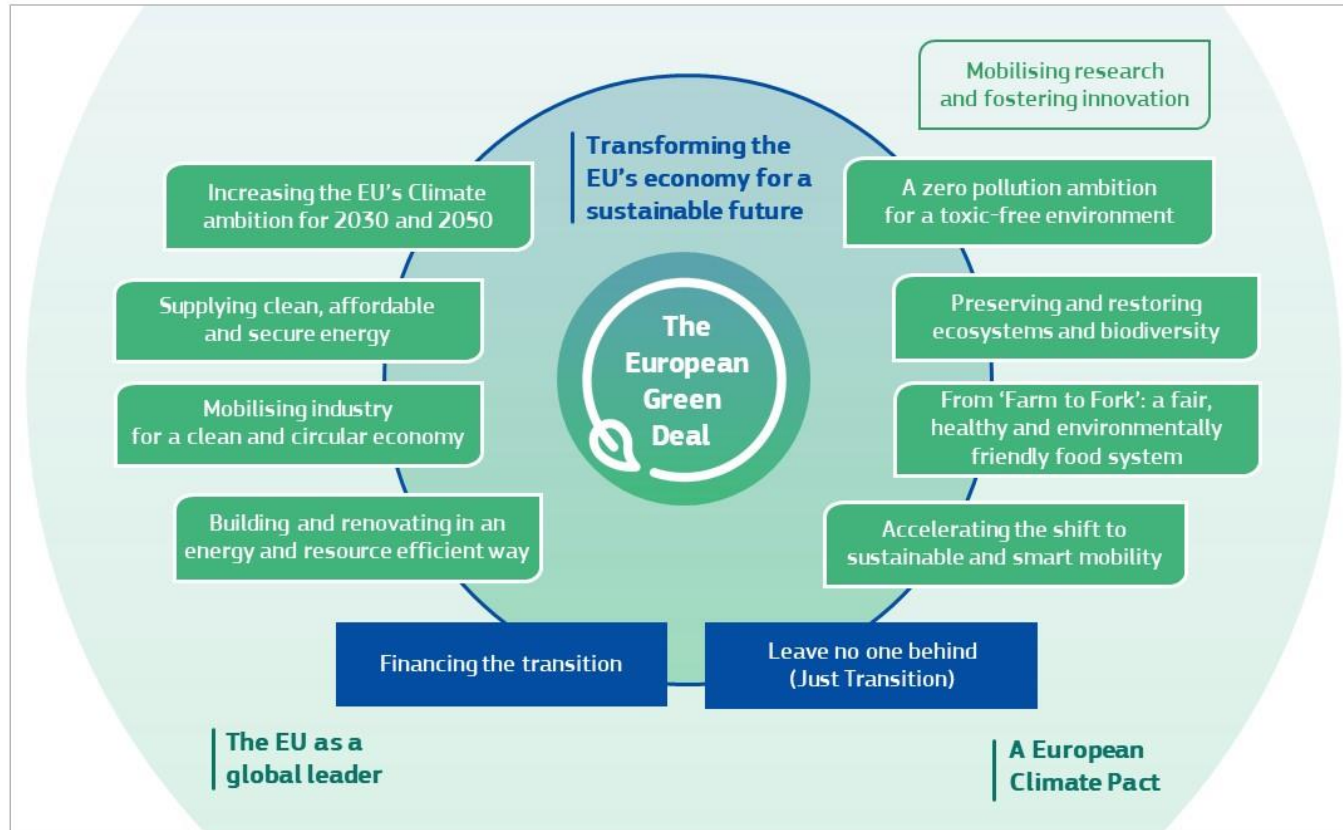 Mobilising research
and fostering innovation
Transforming the
EU's economy for a
sustainable future
Increasing the EU's Climate
ambition for 2030 and 2050
A zero pollution ambition
for a toxic-free environment
Supplying clean, affordable
and secure energy
Preserving and restoring
ecosystems and biodiversity
The
European
Green
Deal
Mobilising industry
for a clean and circular economy
From ‘Farm to Fork’: a fair,
healthy and environmentally
friendly food system
Building and renovating in an
energy and resource efficient way
Accelerating the shift to
sustainable and smart mobility
Financing the transition
Leave no one behind
(Just Transition)
The EU as a
global leader
A European
Climate Pact